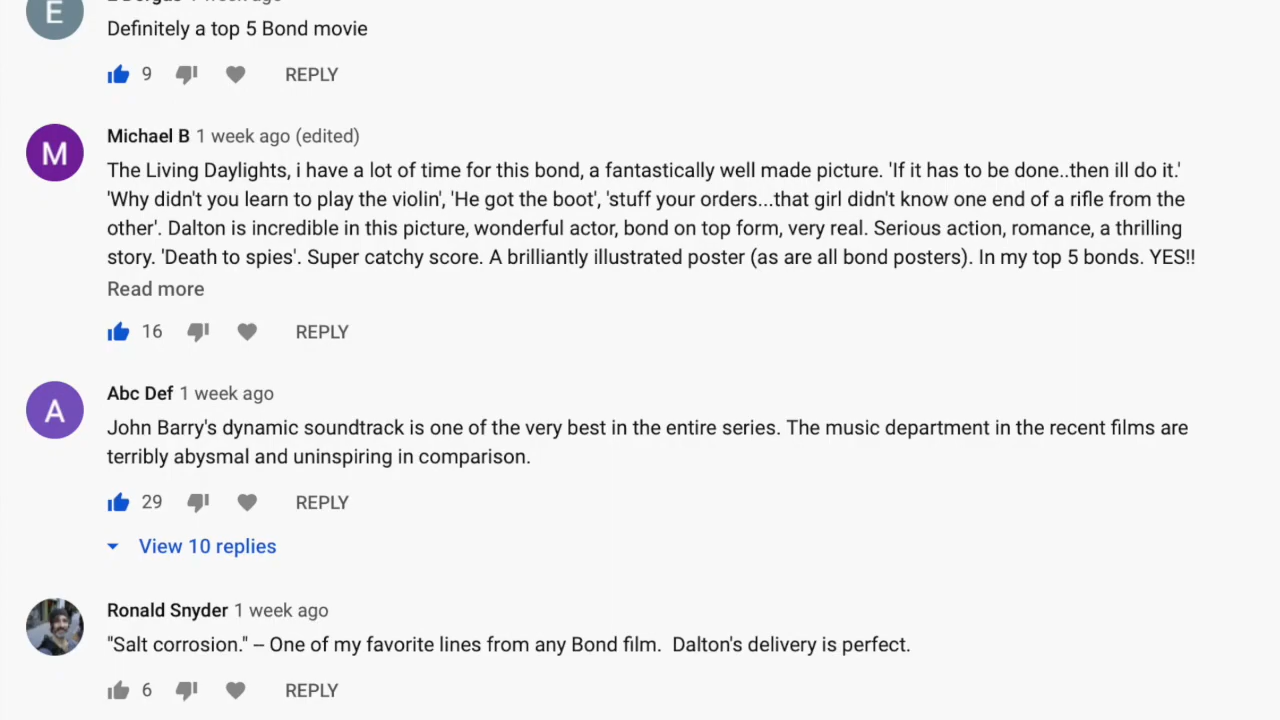 E
Definitely a top 5 Bond movie
9 REPLY
M
Michael B 1 week ago (edited)
The Living Daylights, i have a lot of time for this bond, a fantastically well made picture. 'If it has to be done..then ill do it.'
'Why didn't you learn to play the violin', 'He got the boot', 'stuff your orders...that girl didn't know one end of a rifle from the
other'. Dalton is incredible in this picture, wonderful actor, bond on top form, very real. Serious action, romance, a thrilling
story. 'Death to spies'. Super catchy score. A brilliantly illustrated poster (as are all bond posters). In my top 5 bonds. YES!!
Read more
16 REPLY
A
Abc Def 1 week ago
John Barry's dynamic soundtrack is one of the very best in the entire series. The music department in the recent films are
terribly abysmal and uninspiring in comparison.
29 REPLY
View 10 replies
Ronald Snyder 1 week ago
"Salt corrosion." -- One of my favorite lines from any Bond film.  Dalton's delivery is perfect.
6 REPLY